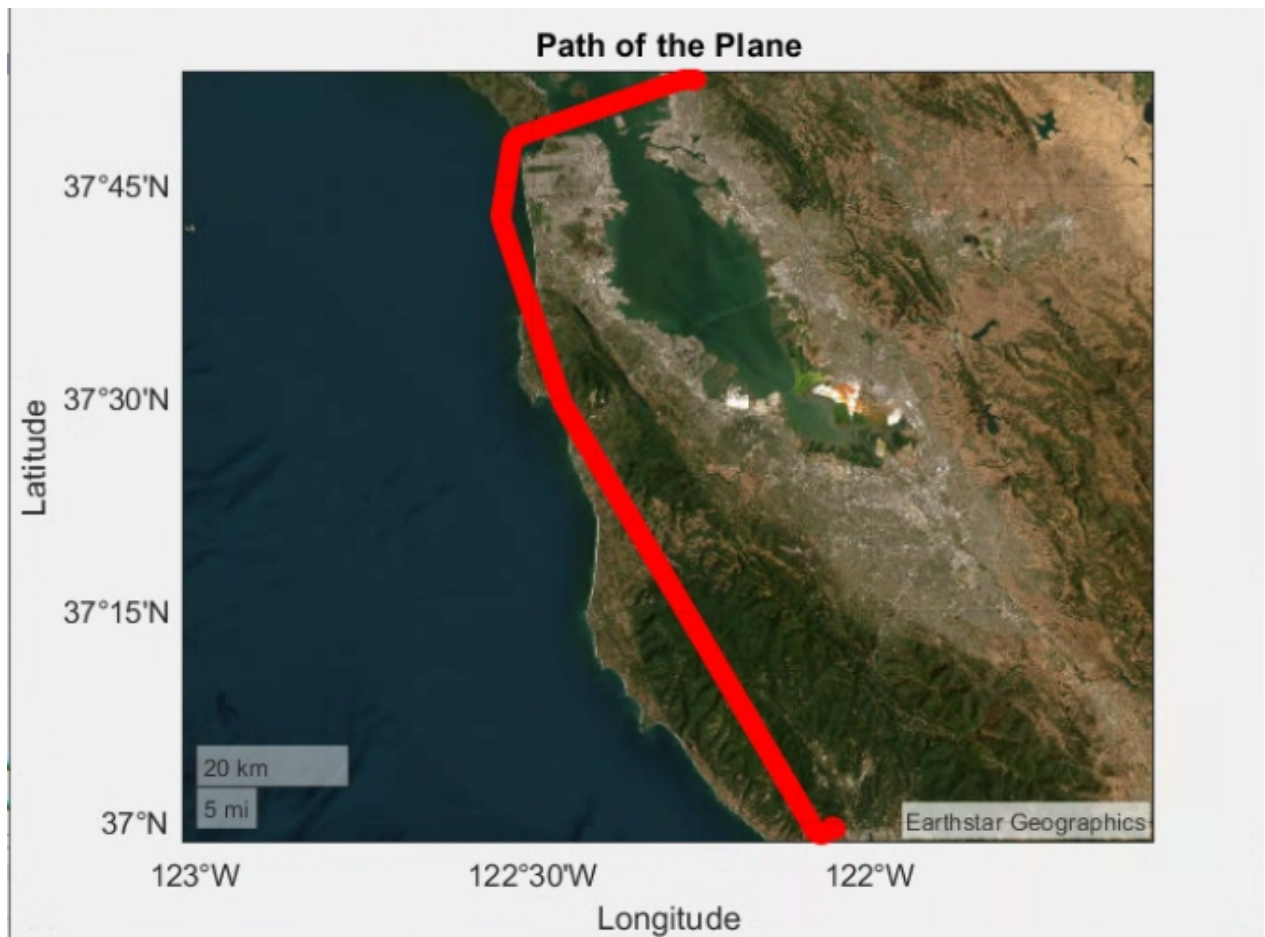 Path of the Plane
37°45'N
37°30'N
37°15'N
37°N
Latitude
20 km
5 mi
Earthstar Geographics
123°W
122°30'W
122°W
Longitude